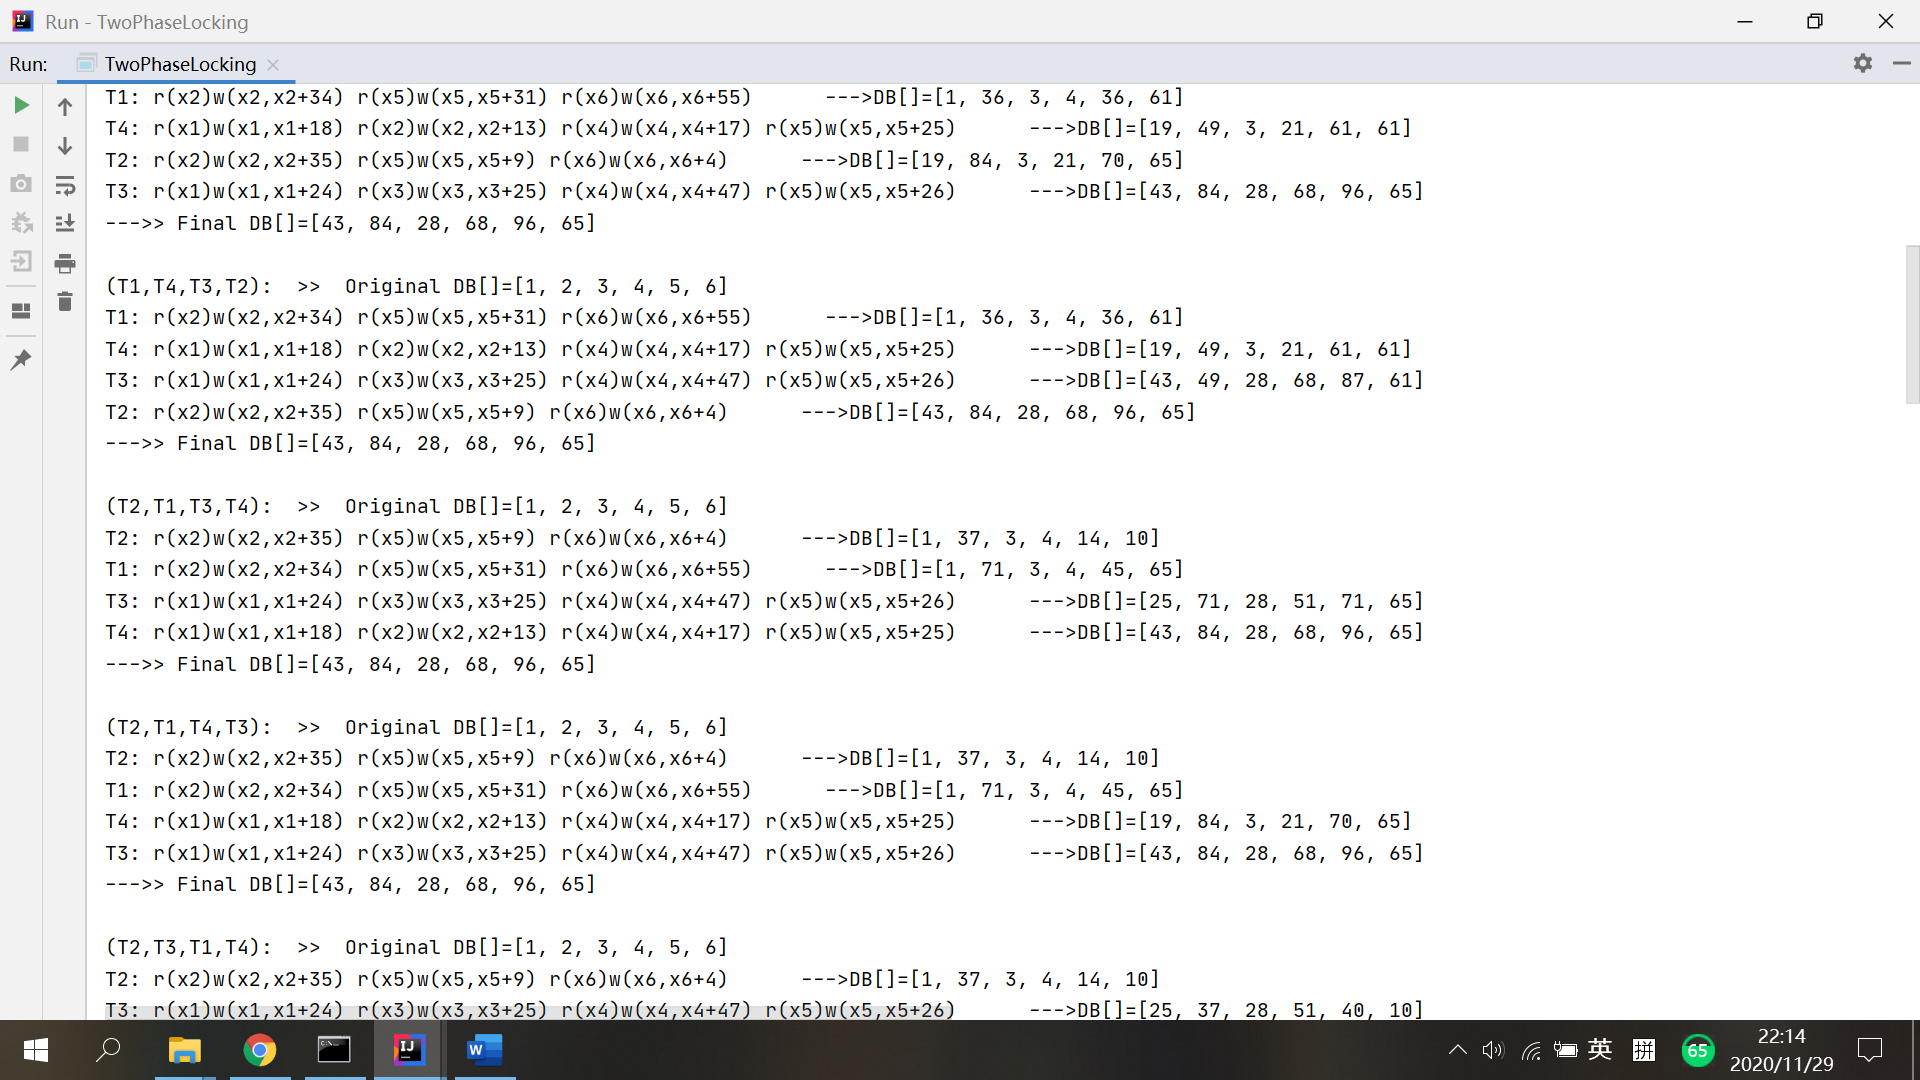 Run - TwoPhaseLocking
Run: TwoPhaseLocking
T1: r(x2)w(x2,x2+34) r(x5)w(x5,x5+31) r(x6)w(x6,x6+55) --->DB[]=[1, 36, 3, 4, 36, 61]
T4: r(x1)w(x1,x1+18) r(x2)w(x2,x2+13) r(x4)w(x4,x4+17) r(x5)w(x5,x5+25) --->DB[]=[19, 49, 3, 21, 61, 61]
T2: r(x2)w(x2,x2+35) r(x5)w(x5,x5+9) r(x6)w(x6,x6+4) --->DB[]=[19, 84, 3, 21, 70, 65]
T3: r(x1)w(x1,x1+24) r(x3)w(x3,x3+25) r(x4)w(x4,x4+47) r(x5)w(x5,x5+26) --->DB[]=[43, 84, 28, 68, 96, 65]
--->> Final DB[]=[43, 84, 28, 68, 96, 65]
(T1,T4,T3,T2): >> Original DB[]=[1, 2, 3, 4, 5, 6]
T1: r(x2)w(x2,x2+34) r(x5)w(x5,x5+31) r(x6)w(x6,x6+55) --->DB[]=[1, 36, 3, 4, 36, 61]
T4: r(x1)w(x1,x1+18) r(x2)w(x2,x2+13) r(x4)w(x4,x4+17) r(x5)w(x5,x5+25) --->DB[]=[19, 49, 3, 21, 61, 61]
T3: r(x1)w(x1,x1+24) r(x3)w(x3,x3+25) r(x4)w(x4,x4+47) r(x5)w(x5,x5+26) --->DB[]=[43, 49, 28, 68, 87, 61]
T2: r(x2)w(x2,x2+35) r(x5)w(x5,x5+9) r(x6)w(x6,x6+4) --->DB[]=[43, 84, 28, 68, 96, 65]
--->> Final DB[]=[43, 84, 28, 68, 96, 65]
(T2,T1,T3,T4): >> Original DB[]=[1, 2, 3, 4, 5, 6]
T2: r(x2)w(x2,x2+35) r(x5)w(x5,x5+9) r(x6)w(x6,x6+4) --->DB[]=[1, 37, 3, 4, 14, 10]
T1: r(x2)w(x2,x2+34) r(x5)w(x5,x5+31) r(x6)w(x6,x6+55) --->DB[]=[1, 71, 3, 4, 45, 65]
T3: r(x1)w(x1,x1+24) r(x3)w(x3,x3+25) r(x4)w(x4,x4+47) r(x5)w(x5,x5+26) --->DB[]=[25, 71, 28, 51, 71, 65]
T4: r(x1)w(x1,x1+18) r(x2)w(x2,x2+13) r(x4)w(x4,x4+17) r(x5)w(x5,x5+25) --->DB[]=[43, 84, 28, 68, 96, 65]
--->> Final DB[]=[43, 84, 28, 68, 96, 65]
(T2,T1,T4,T3): >> Original DB[]=[1, 2, 3, 4, 5, 6]
T2: r(x2)w(x2,x2+35) r(x5)w(x5,x5+9) r(x6)w(x6,x6+4) --->DB[]=[1, 37, 3, 4, 14, 10]
T1: r(x2)w(x2,x2+34) r(x5)w(x5,x5+31) r(x6)w(x6,x6+55) --->DB[]=[1, 71, 3, 4, 45, 65]
T4: r(x1)w(x1,x1+18) r(x2)w(x2,x2+13) r(x4)w(x4,x4+17) r(x5)w(x5,x5+25) --->DB[]=[19, 84, 3, 21, 70, 65]
T3: r(x1)w(x1,x1+24) r(x3)w(x3,x3+25) r(x4)w(x4,x4+47) r(x5)w(x5,x5+26) --->DB[]=[43, 84, 28, 68, 96, 65]
--->> Final DB[]=[43, 84, 28, 68, 96, 65]
(T2,T3,T1,T4): >> Original DB[]=[1, 2, 3, 4, 5, 6]
T2: r(x2)w(x2,x2+35) r(x5)w(x5,x5+9) r(x6)w(x6,x6+4) --->DB[]=[1, 37, 3, 4, 14, 10]
T3: r(x1)w(x1,x1+24) r(x3)w(x3,x3+25) r(x4)w(x4,x4+47) r(x5)w(x5,x5+26) --->DB[]=[25, 37, 28, 51, 40, 10]
英 拼 65 22:14
2020/11/29